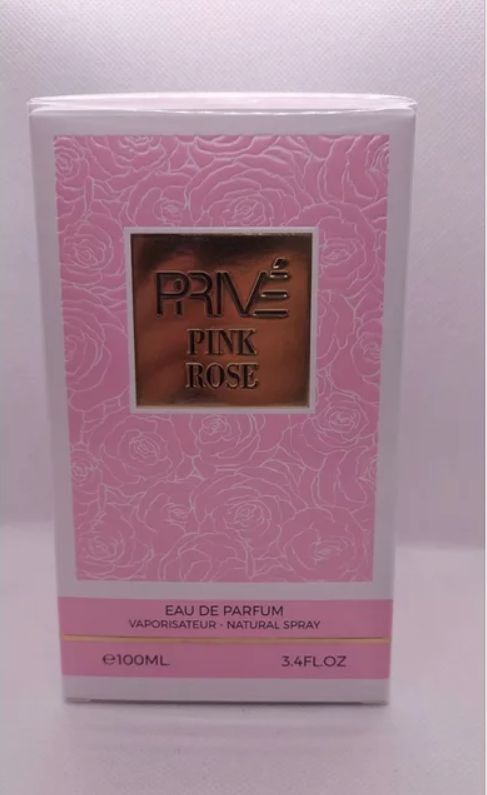 PRIVÉ
PINK
ROSE
EAU DE PARFUM
VAPORISATEUR - NATURAL SPRAY
℮100ML
3.4FL.OZ